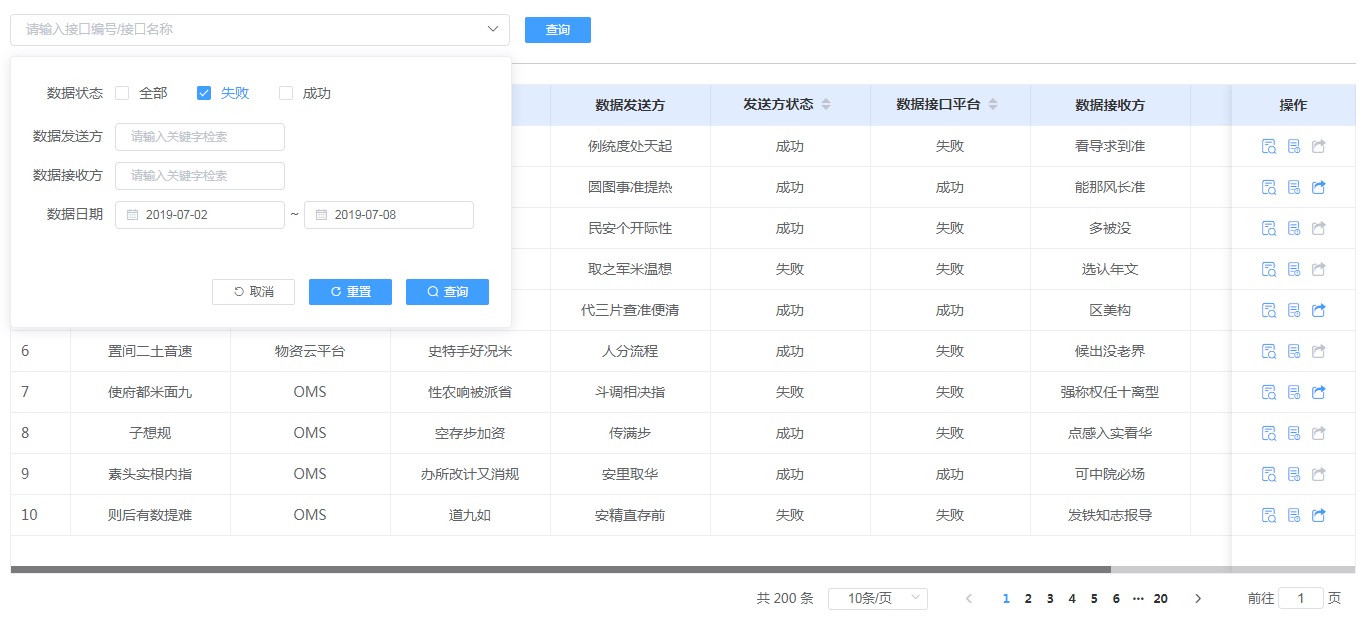 请输入接口编号/接口名称 查询
数据状态 全部 失败 成功
数据发送方 请输入关键字检索
数据接收方 请输入关键字检索
数据日期 2019-07-02 ~ 2019-07-08
取消 重置 查询
数据发送方 发送方状态 数据接口平台 数据接收方 操作
例统度处天起 成功 失败 看导求到准
圆图事准提热 成功 成功 能那风长准
民安个开际性 成功 失败 多被没
取之军米温想 失败 失败 选认年文
代三片查准便清 成功 成功 区美构
6 置间二土音速 物资云平台 史特手好况米 人分流程 成功 失败 候出没老界
7 使府都米面九 OMS 性农响被派省 斗调相决指 失败 失败 强称权任十离型
8 子想规 OMS 空存步加资 传满步 成功 失败 点感入实看华
9 素头实根内指 OMS 办所改计又消规 安里取华 成功 成功 可中院必场
10 则后有数提难 OMS 道九如 安精直存前 失败 失败 发铁知志报导
共 200 条 10条/页 1 2 3 4 5 6 ··· 20 前往 1 页